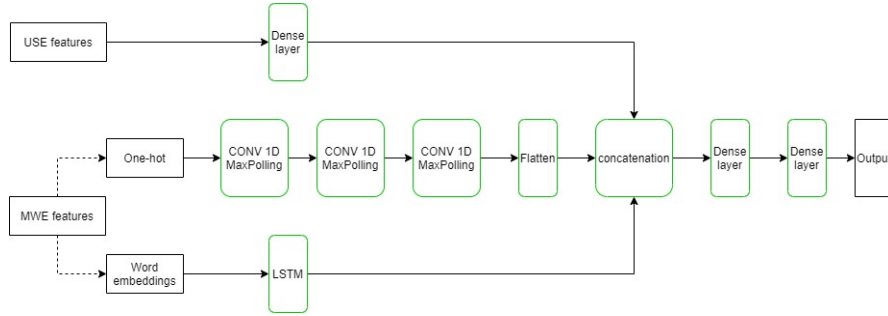 USE features
Dense
layer
One-hot
CONV 1D
MaxPolling
CONV 1D
MaxPolling
CONV 1D
MaxPolling
Flatten
concatenation
Dense
layer
Dense
layer
Output
MWE features
Word
embeddings
LSTM